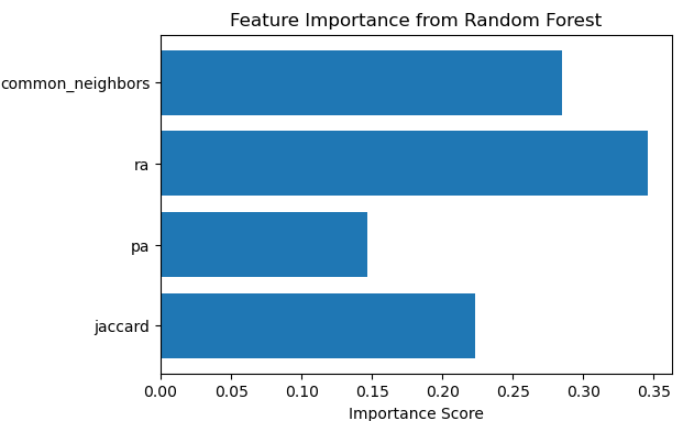 Feature Importance from Random Forest
common_neighbors
ra
pa
jaccard
0.00 0.05 0.10 0.15 0.20 0.25 0.30 0.35
Importance Score